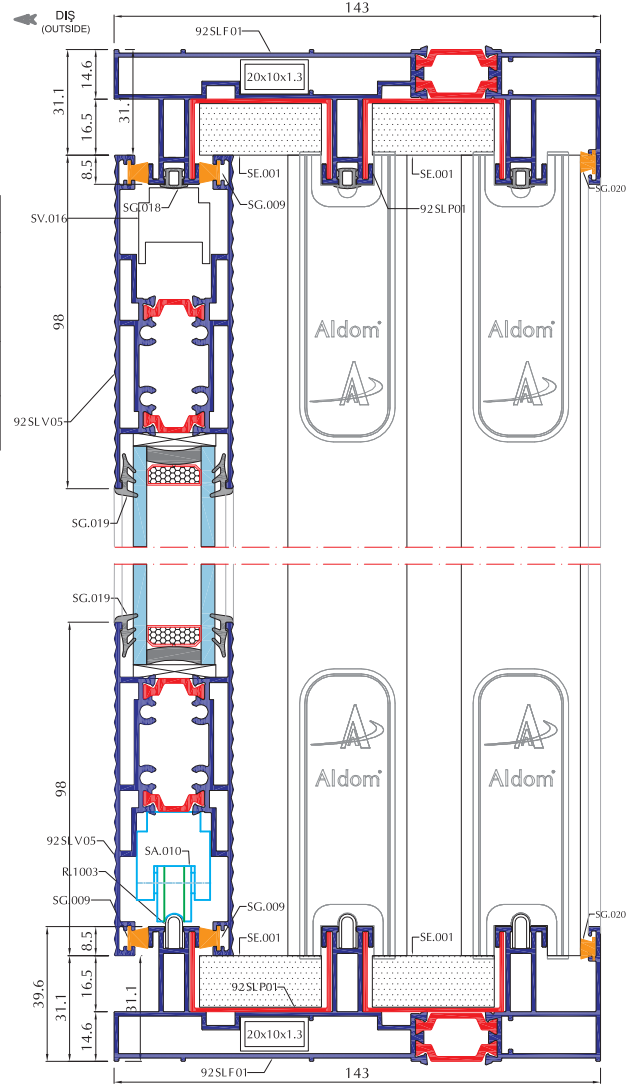 DIŞ
(OUTSIDE)
143
92SLF01
14.6
31.1
31.1
20x10x1.3
16.5
8.5
SE.001
SE.001
SG.020
SG.018
SG.009
92SLP01
SV.016
98
Aldom
Aldom
92SLV05
SG.019
SG.019
98
Aldom
Aldom
92SLV05
SA.010
R.1003
SG.009
SG.009
SG.020
SE.001
SE.001
8.5
39.6
31.1
16.5
31.1
92SLP01
14.6
20x10x1.3
92SLF01
143